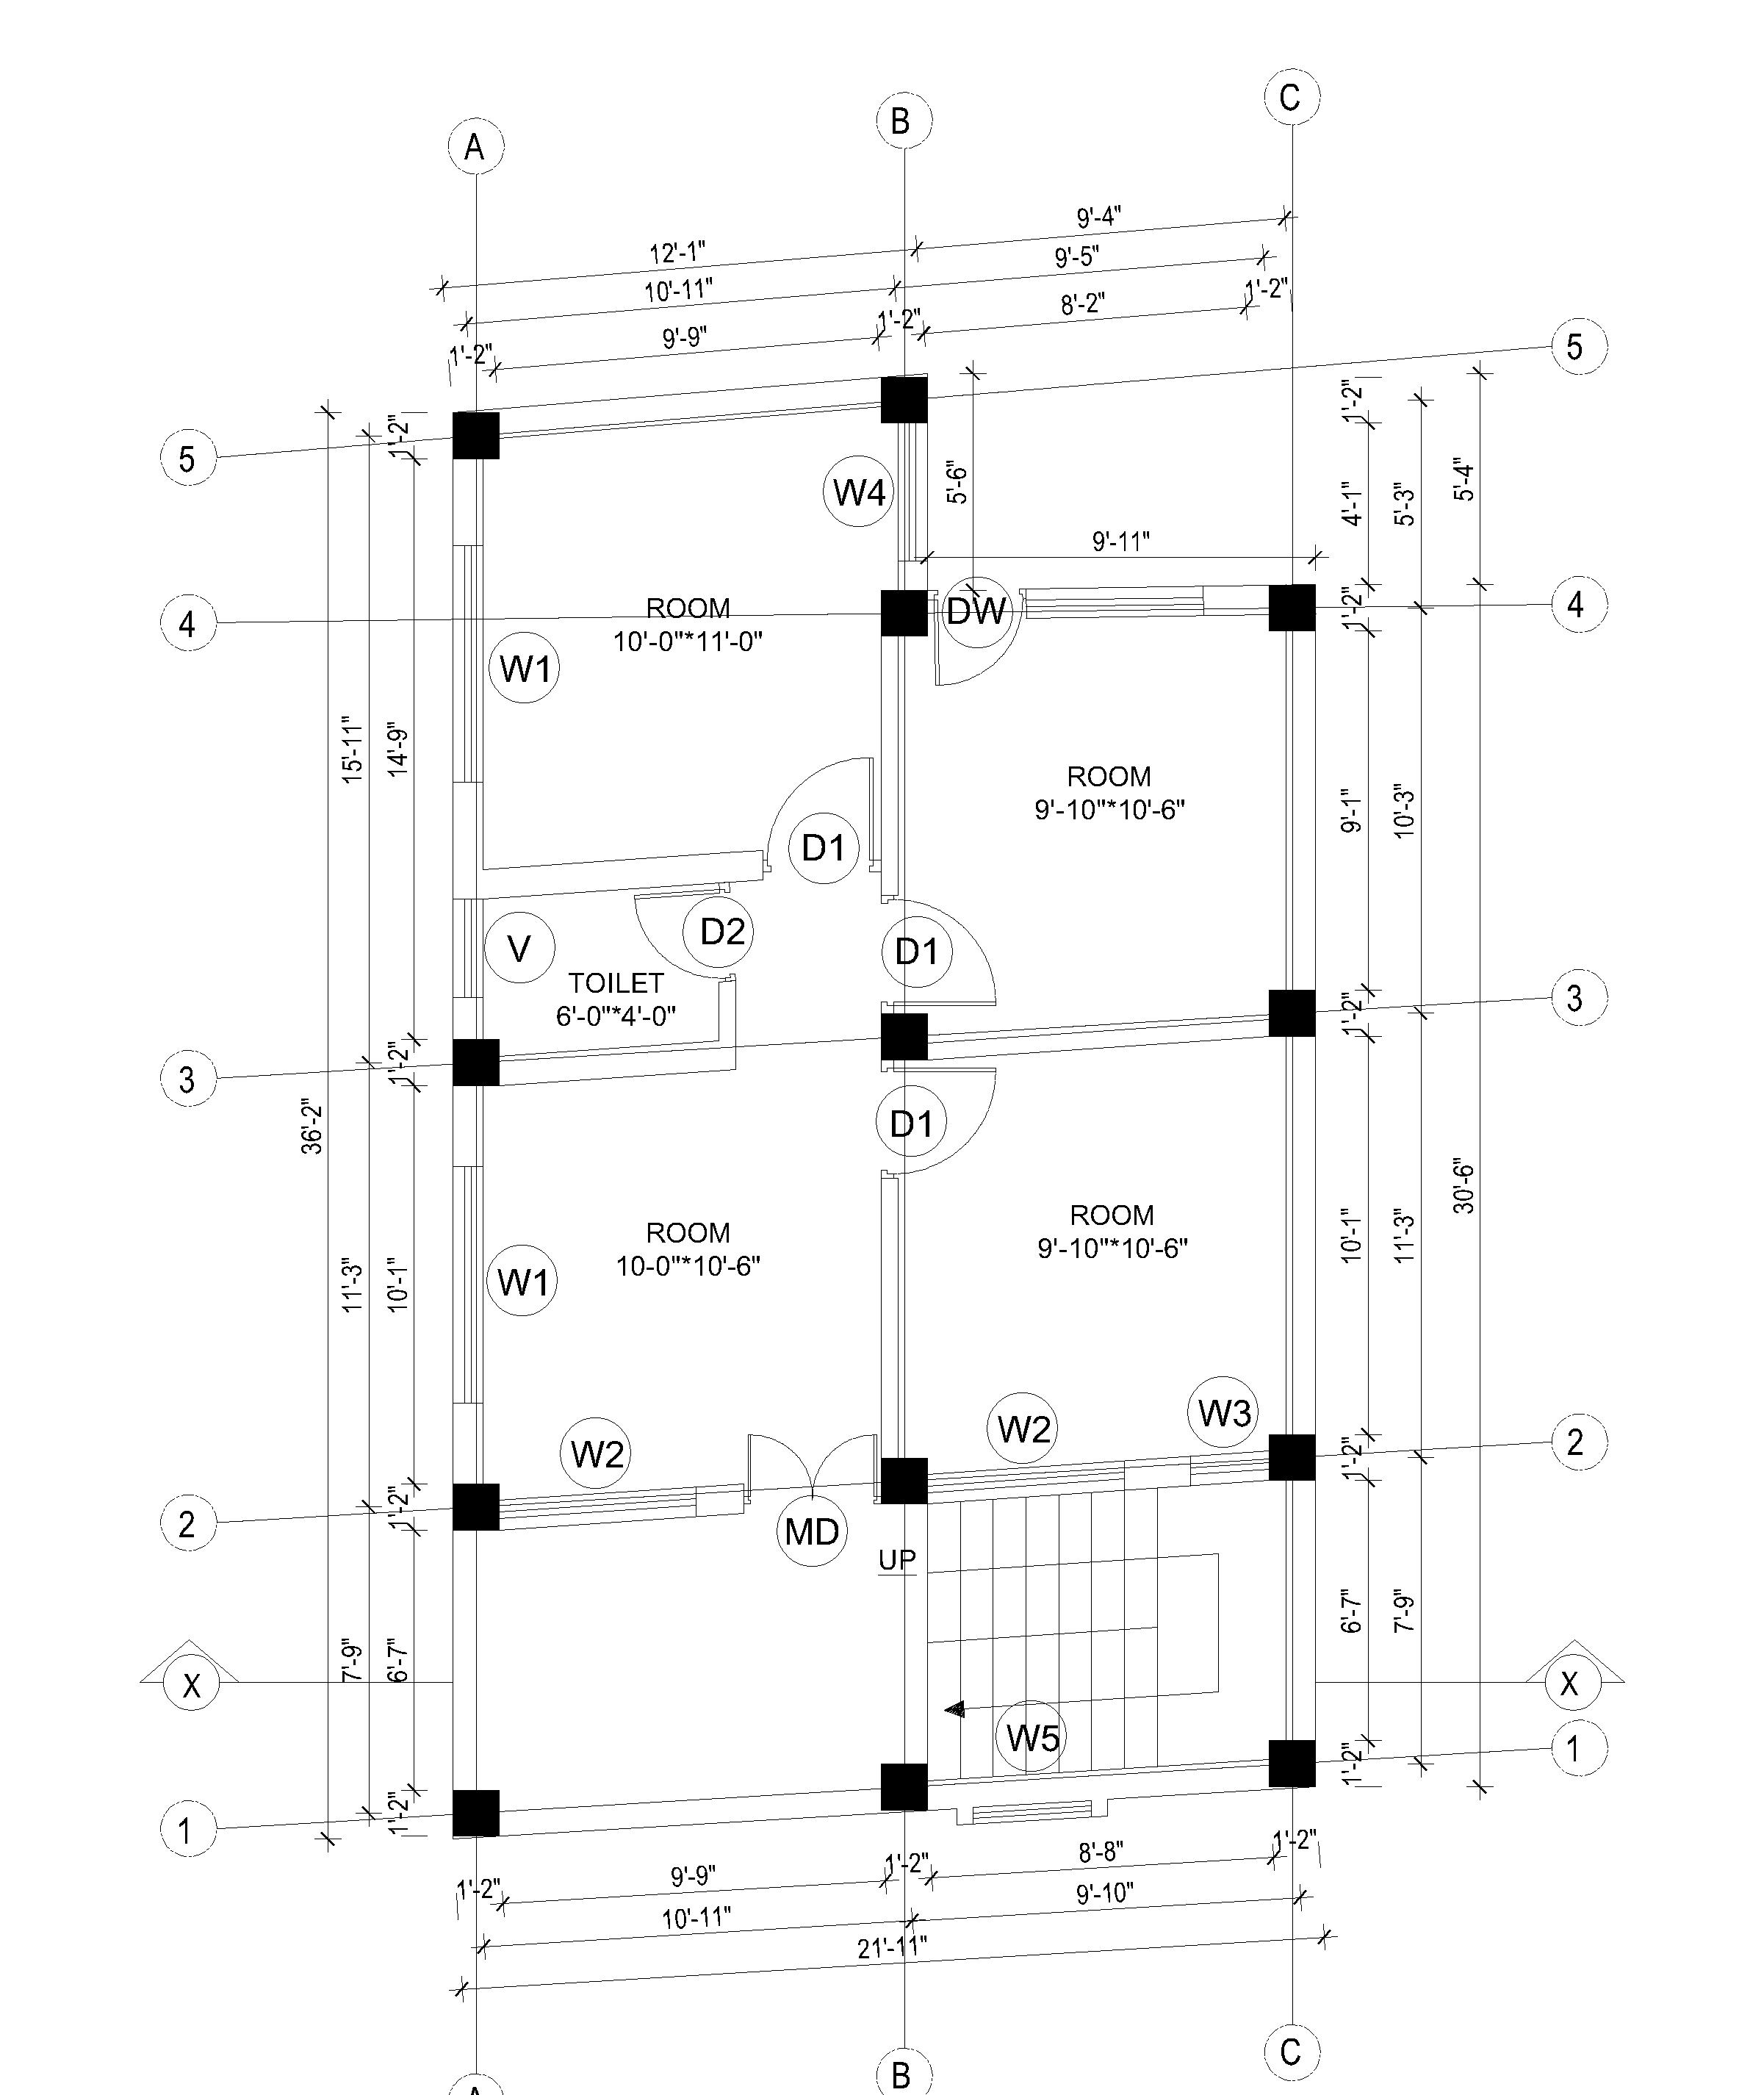 C
B
A
9'-4"
12'-1"
9'-5"
10'-11"
1'-2"
8'-2"
1'-2"
9'-9"
1'-2"
5
5
1'-2"
1'-2"
W4
5'-6"
4'-1"
5'-3"
5'-4"
9'-11"
4
4
ROOM
10'-0"*11'-0"
DW
1'-2"
W1
15'-11"
14'-9"
ROOM
9'-10"*10'-6"
9'-1"
10'-3"
D1
D2
V
D1
TOILET
6'-0"*4'-0"
3
3
1'-2"
1'-2"
36'-2"
D1
30'-6"
ROOM
10-0"*10'-6"
ROOM
9'-10"*10'-6"
W1
11'-3"
10'-1"
10'-1"
11'-3"
W2
W2
W3
2
2
1'-2"
1'-2"
MD
UP
7'-9"
6'-7"
6'-7"
7'-9"
X
X
W5
1
1
1'-2"
1'-2"
1'-2"
9'-9"
1'-2"
8'-8"
1'-2"
10'-11"
9'-10"
21'-11"
C
B
A